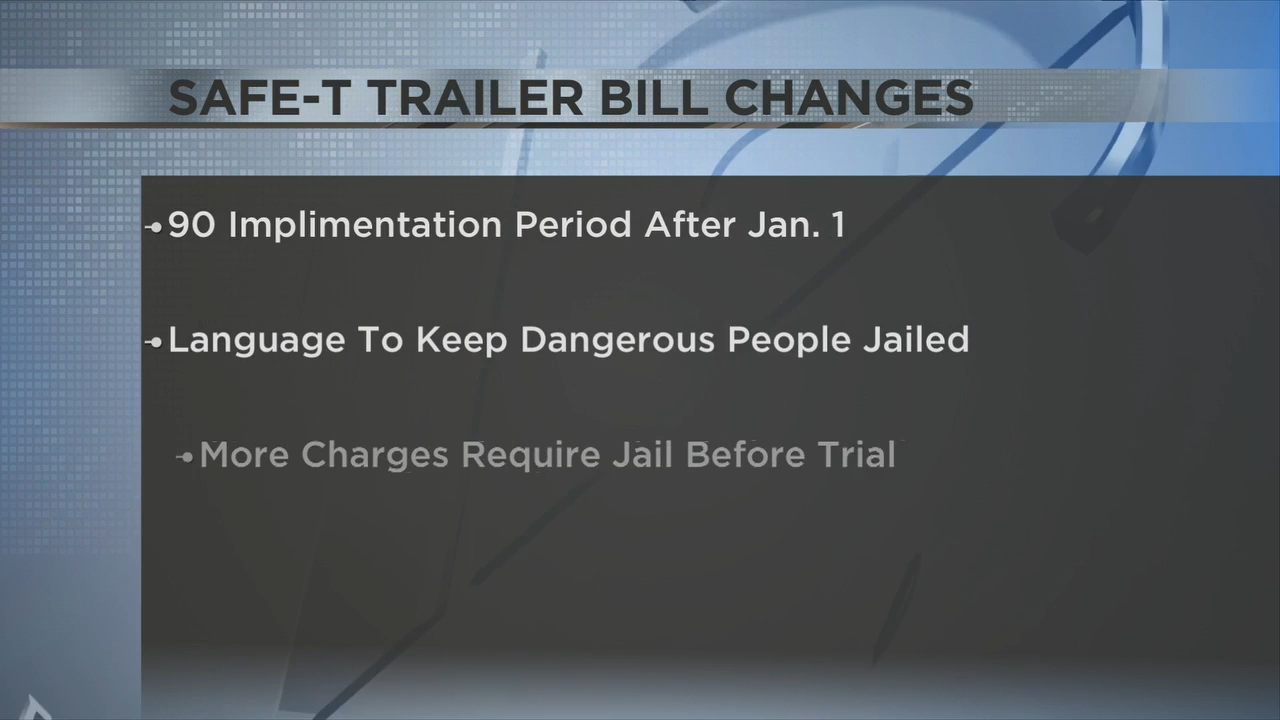 SAFE-T TRAILER BILL CHANGES
90 Implimentation Period After Jan. 1
Language To Keep Dangerous People Jailed
More Charges Require Jail Before Trial